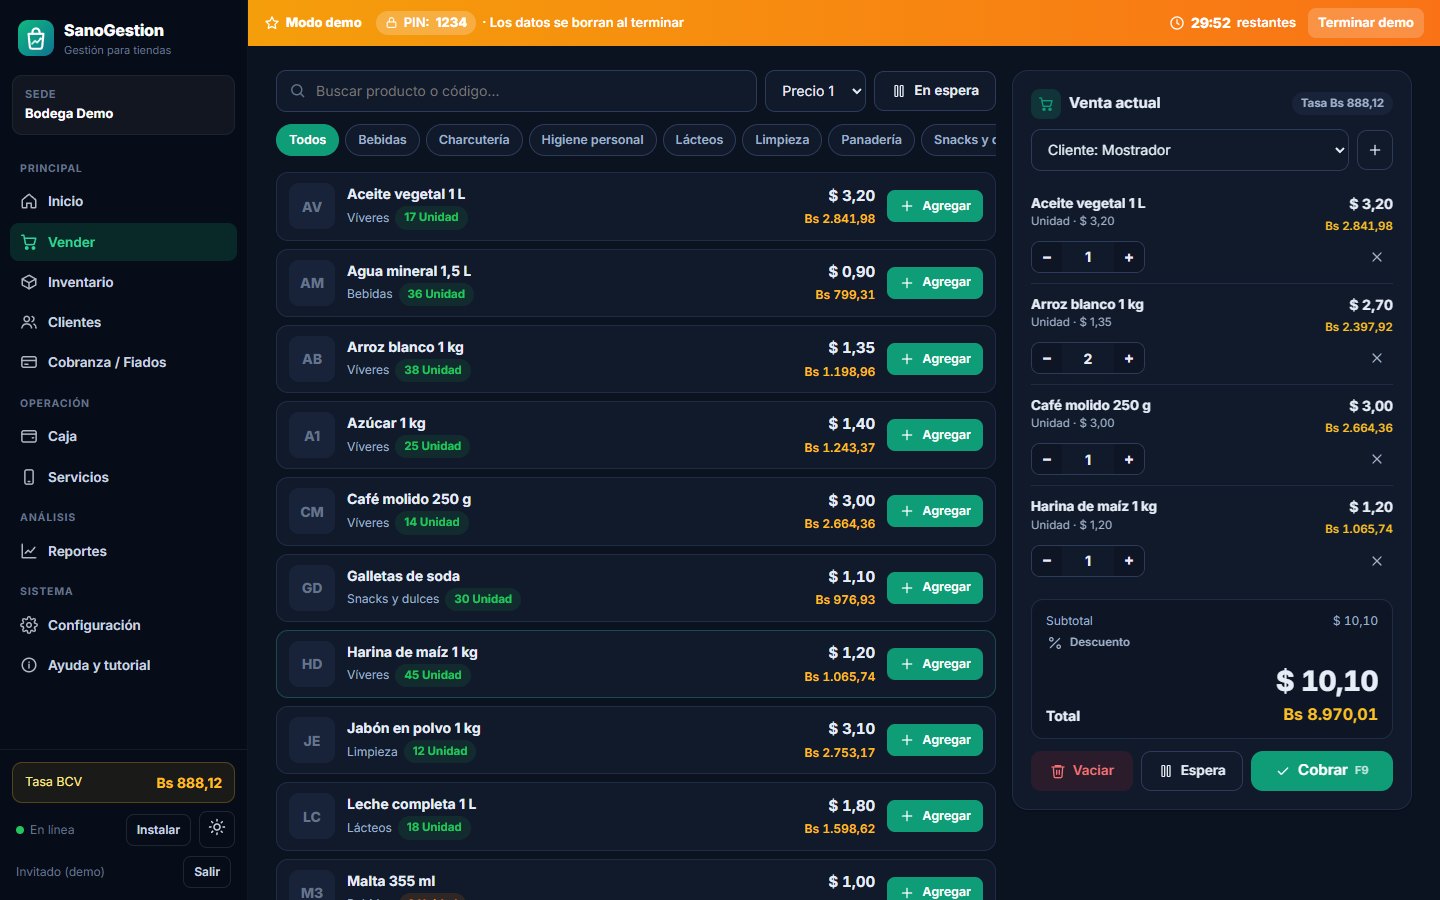 SanoGestion
Gestión para tiendas
SEDE
Bodega Demo
PRINCIPAL
Inicio
Vender
Inventario
Clientes
Cobranza / Fiados
OPERACIÓN
Caja
Servicios
ANÁLISIS
Reportes
SISTEMA
Configuración
Ayuda y tutorial
Tasa BCV Bs 888,12
En línea Instalar
Invitado (demo) Salir
Modo demo PIN: 1234 · Los datos se borran al terminar 29:52 restantes Terminar demo
Buscar producto o código... Precio 1 En espera
Todos Bebidas Charcutería Higiene personal Lácteos Limpieza Panadería Snacks y
AV Aceite vegetal 1 L $ 3,20 Agregar
Víveres 17 Unidad Bs 2.841,98
AM Agua mineral 1,5 L $ 0,90 Agregar
Bebidas 36 Unidad Bs 799,31
AB Arroz blanco 1 kg $ 1,35 Agregar
Víveres 38 Unidad Bs 1.198,96
A1 Azúcar 1 kg $ 1,40 Agregar
Víveres 25 Unidad Bs 1.243,37
CM Café molido 250 g $ 3,00 Agregar
Víveres 14 Unidad Bs 2.664,36
GD Galletas de soda $ 1,10 Agregar
Snacks y dulces 30 Unidad Bs 976,93
HD Harina de maíz 1 kg $ 1,20 Agregar
Víveres 45 Unidad Bs 1.065,74
JE Jabón en polvo 1 kg $ 3,10 Agregar
Limpieza 12 Unidad Bs 2.753,17
LC Leche completa 1 L $ 1,80 Agregar
Lácteos 18 Unidad Bs 1.598,62
M3 Malta 355 ml $ 1,00 Agregar
Venta actual Tasa Bs 888,12
Cliente: Mostrador +
Aceite vegetal 1 L $ 3,20
Unidad · $ 3,20 Bs 2.841,98
− 1 + ×
Arroz blanco 1 kg $ 2,70
Unidad · $ 1,35 Bs 2.397,92
− 2 + ×
Café molido 250 g $ 3,00
Unidad · $ 3,00 Bs 2.664,36
− 1 + ×
Harina de maíz 1 kg $ 1,20
Unidad · $ 1,20 Bs 1.065,74
− 1 + ×
Subtotal $ 10,10
Descuento
$ 10,10
Total Bs 8.970,01
Vaciar Espera Cobrar F9